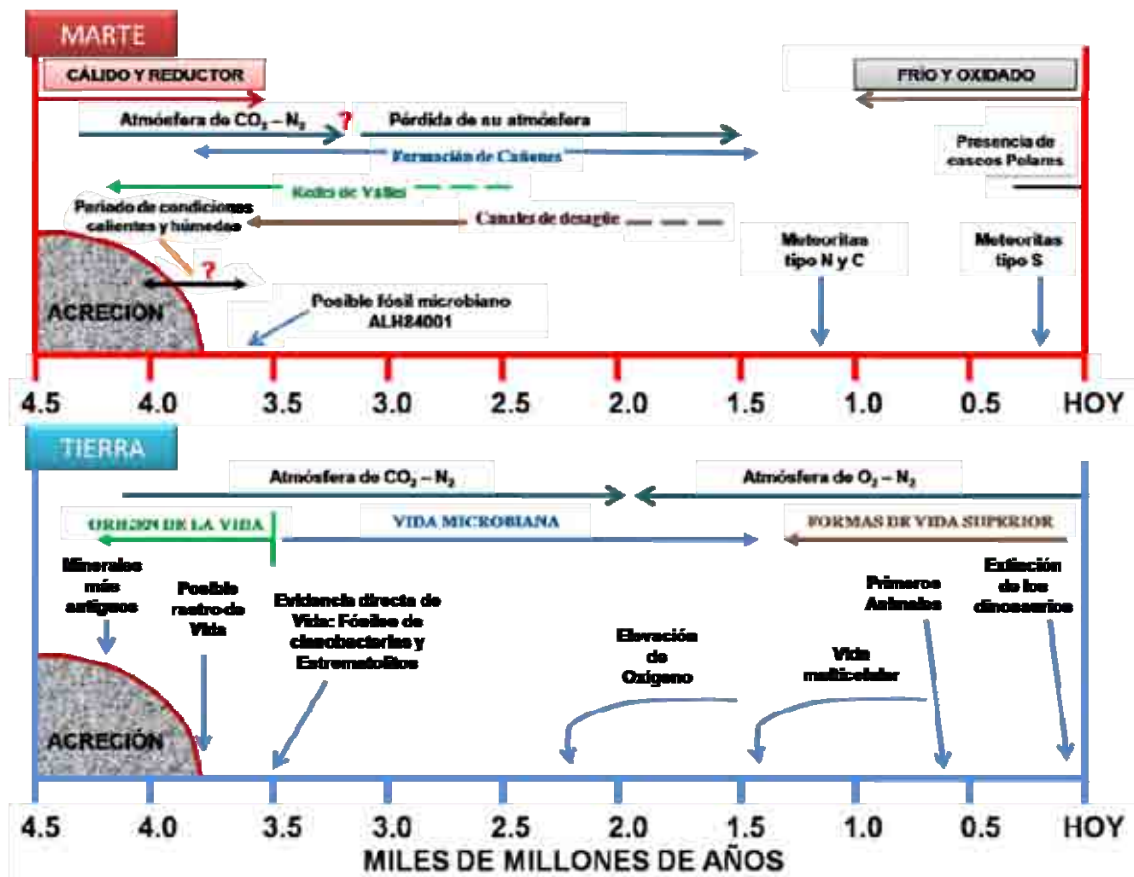 MARTE
CÁLIDO Y REDUCTOR
FRÍO Y OXIDADO
Atmósfera de CO₂ – N₂
?
Pérdida de su atmósfera
Formación de Cañones
Presencia de
cascos Polares
Redes de Valles
Periodo de condiciones
calientes y húmedas
Canales de desagüe
?
Meteoritas
tipo N y C
Meteoritas
tipo S
ACRECIÓN
Posible fósil microbiano
ALH84001
4.5 4.0 3.5 3.0 2.5 2.0 1.5 1.0 0.5 HOY
TIERRA
Atmósfera de CO₂ – N₂
Atmósfera de O₂ – N₂
ORIGEN DE LA VIDA
VIDA MICROBIANA
FORMAS DE VIDA SUPERIOR
Minerales
más
antiguos
Posible
rastro de
Vida
Evidencia directa de
Vida: Fósiles de
cianobacterias y
Estromatolitos
Elevación
de
Oxígeno
Vida
multicelular
Primeros
Animales
Extinción
de los
dinosaurios
ACRECIÓN
4.5 4.0 3.5 3.0 2.5 2.0 1.5 1.0 0.5 HOY
MILES DE MILLONES DE AÑOS